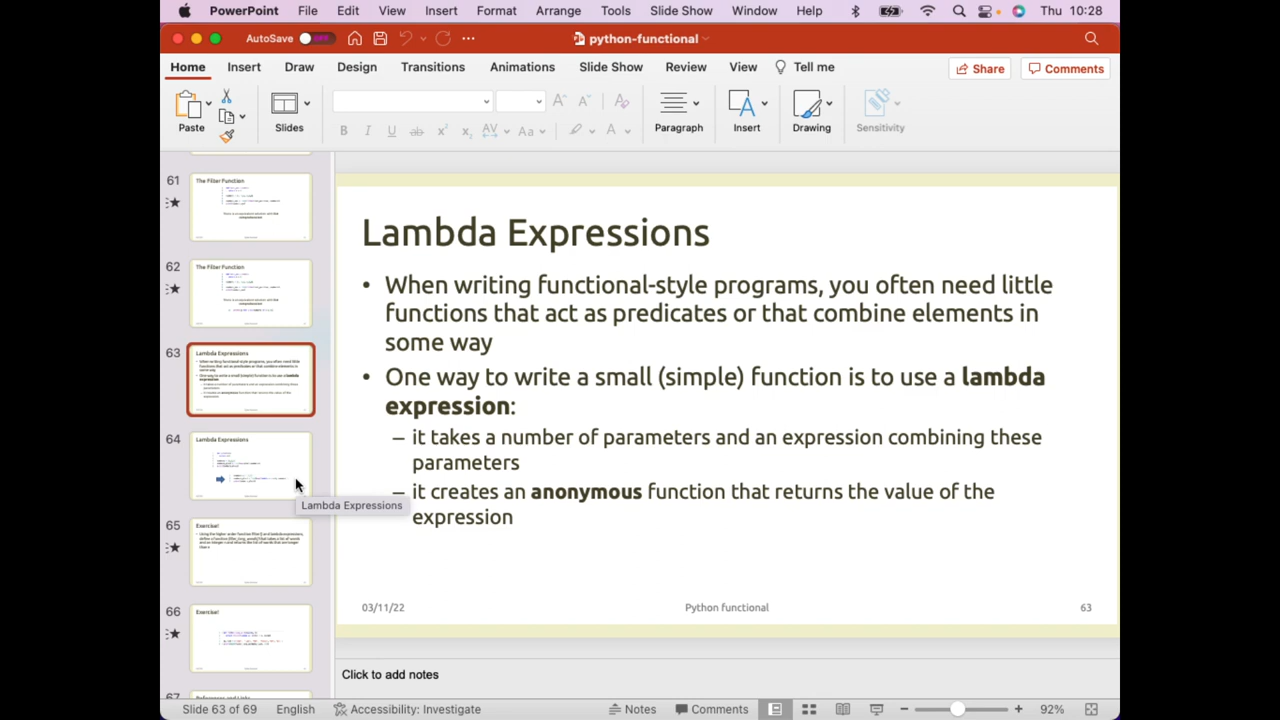 PowerPoint File Edit View Insert Format Arrange Tools Slide Show Window Help Thu 10:28
AutoSave OFF python-functional
Home Insert Draw Design Transitions Animations Slide Show Review View Tell me Share Comments
Paste Slides Paragraph Insert Drawing Sensitivity
61
The Filter Function
62
The Filter Function
63
Lambda Expressions
64
Lambda Expressions
Lambda Expressions
65
Exercise!
66
Exercise!
67
Lambda Expressions
• When writing functional-style programs, you often need little
functions that act as predicates or that combine elements in
some way
• One way to write a small (simple) function is to use a lambda
expression:
– it takes a number of parameters and an expression combining these
parameters
– it creates an anonymous function that returns the value of the
expression
03/11/22 Python functional 63
Click to add notes
Slide 63 of 69 English Accessibility: Investigate Notes Comments 92%